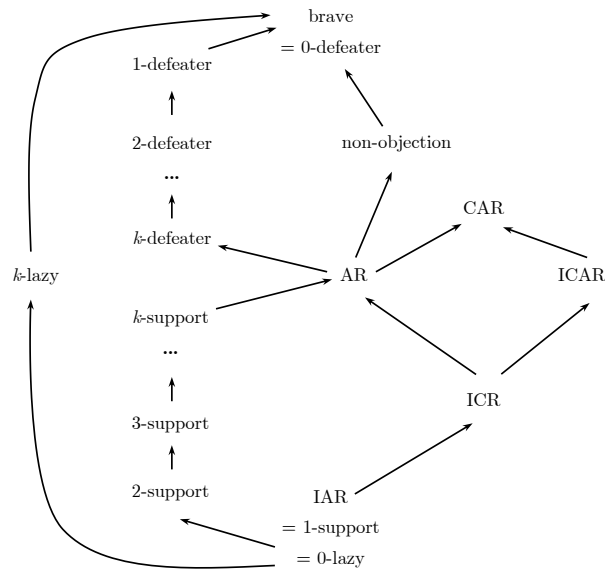 brave
= 0-defeater
1-defeater
2-defeater
non-objection
...
CAR
k-defeater
k-lazy
AR
ICAR
k-support
...
ICR
3-support
2-support
IAR
= 1-support
= 0-lazy